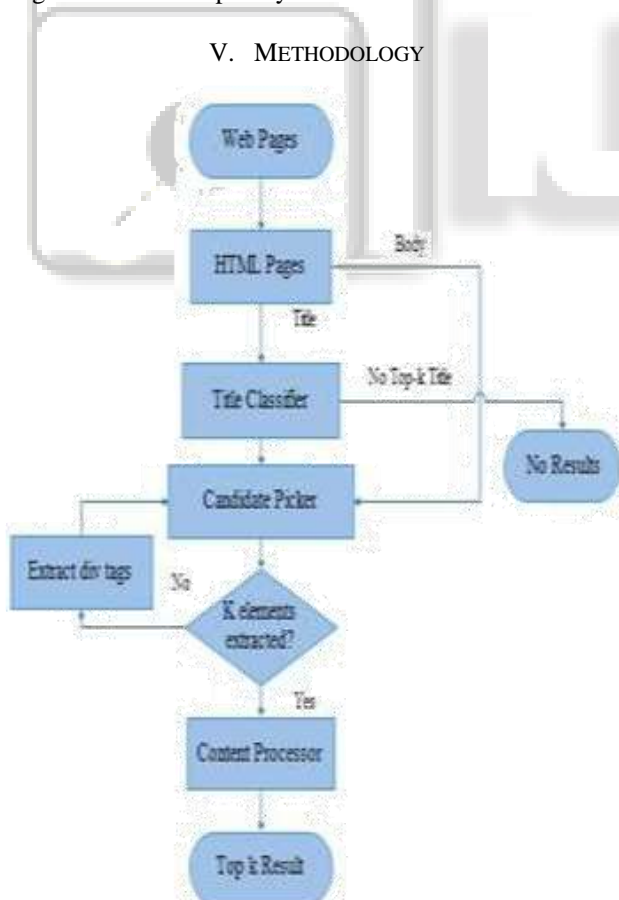 V. METHODOLOGY
Web Pages
HTML Pages
Body
Title
Title Classifier
No Top-k Title
No Results
Candidate Picker
Extract div tags
No
K elements
extracted?
Yes
Content Processor
Top k Result